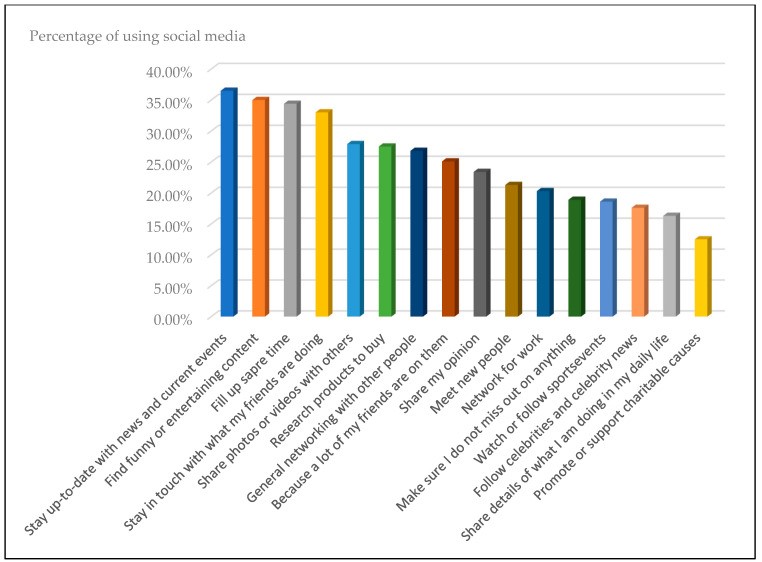 Percentage of using social media
40.00%
35.00%
30.00%
25.00%
20.00%
15.00%
10.00%
5.00%
0.00%
Stay up-to-date with news and current events
Find funny or entertaining content
Fill up sapre time
Stay in touch with what my friends are doing
Share photos or videos with others
Research products to buy
General networking with other people
Because a lot of my friends are on them
Share my opinion
Meet new people
Network for work
Make sure I do not miss out on anything
Watch or follow sportsevents
Follow celebrities and celebrity news
Share details of what I am doing in my daily life
Promote or support charitable causes